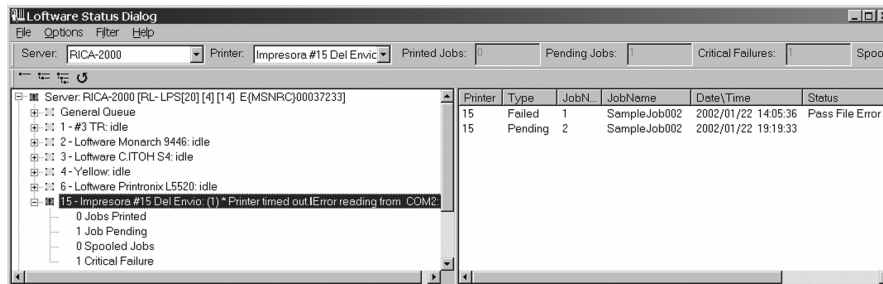 Loftware Status Dialog
File Options Filter Help
Server: RICA-2000 Printer: Impresora #15 Del Envic Printed Jobs: 0 Pending Jobs: 1 Critical Failures: 1 Spoo
Server: RICA-2000 [RL-LPS[20] [4] [14] E{MSNRC}00037233]
General Queue
1 - #3 TR: idle
2 - Loftware Monarch 9446: idle
3 - Loftware C.ITOH S4: idle
4 - Yellow: idle
6 - Loftware Printronix L5520: idle
15 - Impresora #15 Del Envio: (1) * Printer timed out.|Error reading from COM2:
0 Jobs Printed
1 Job Pending
0 Spooled Jobs
1 Critical Failure
Printer Type JobN... JobName Date\Time Status
15 Failed 1 SampleJob002 2002/01/22 14:05:36 Pass File Error
15 Pending 2 SampleJob002 2002/01/22 19:19:33